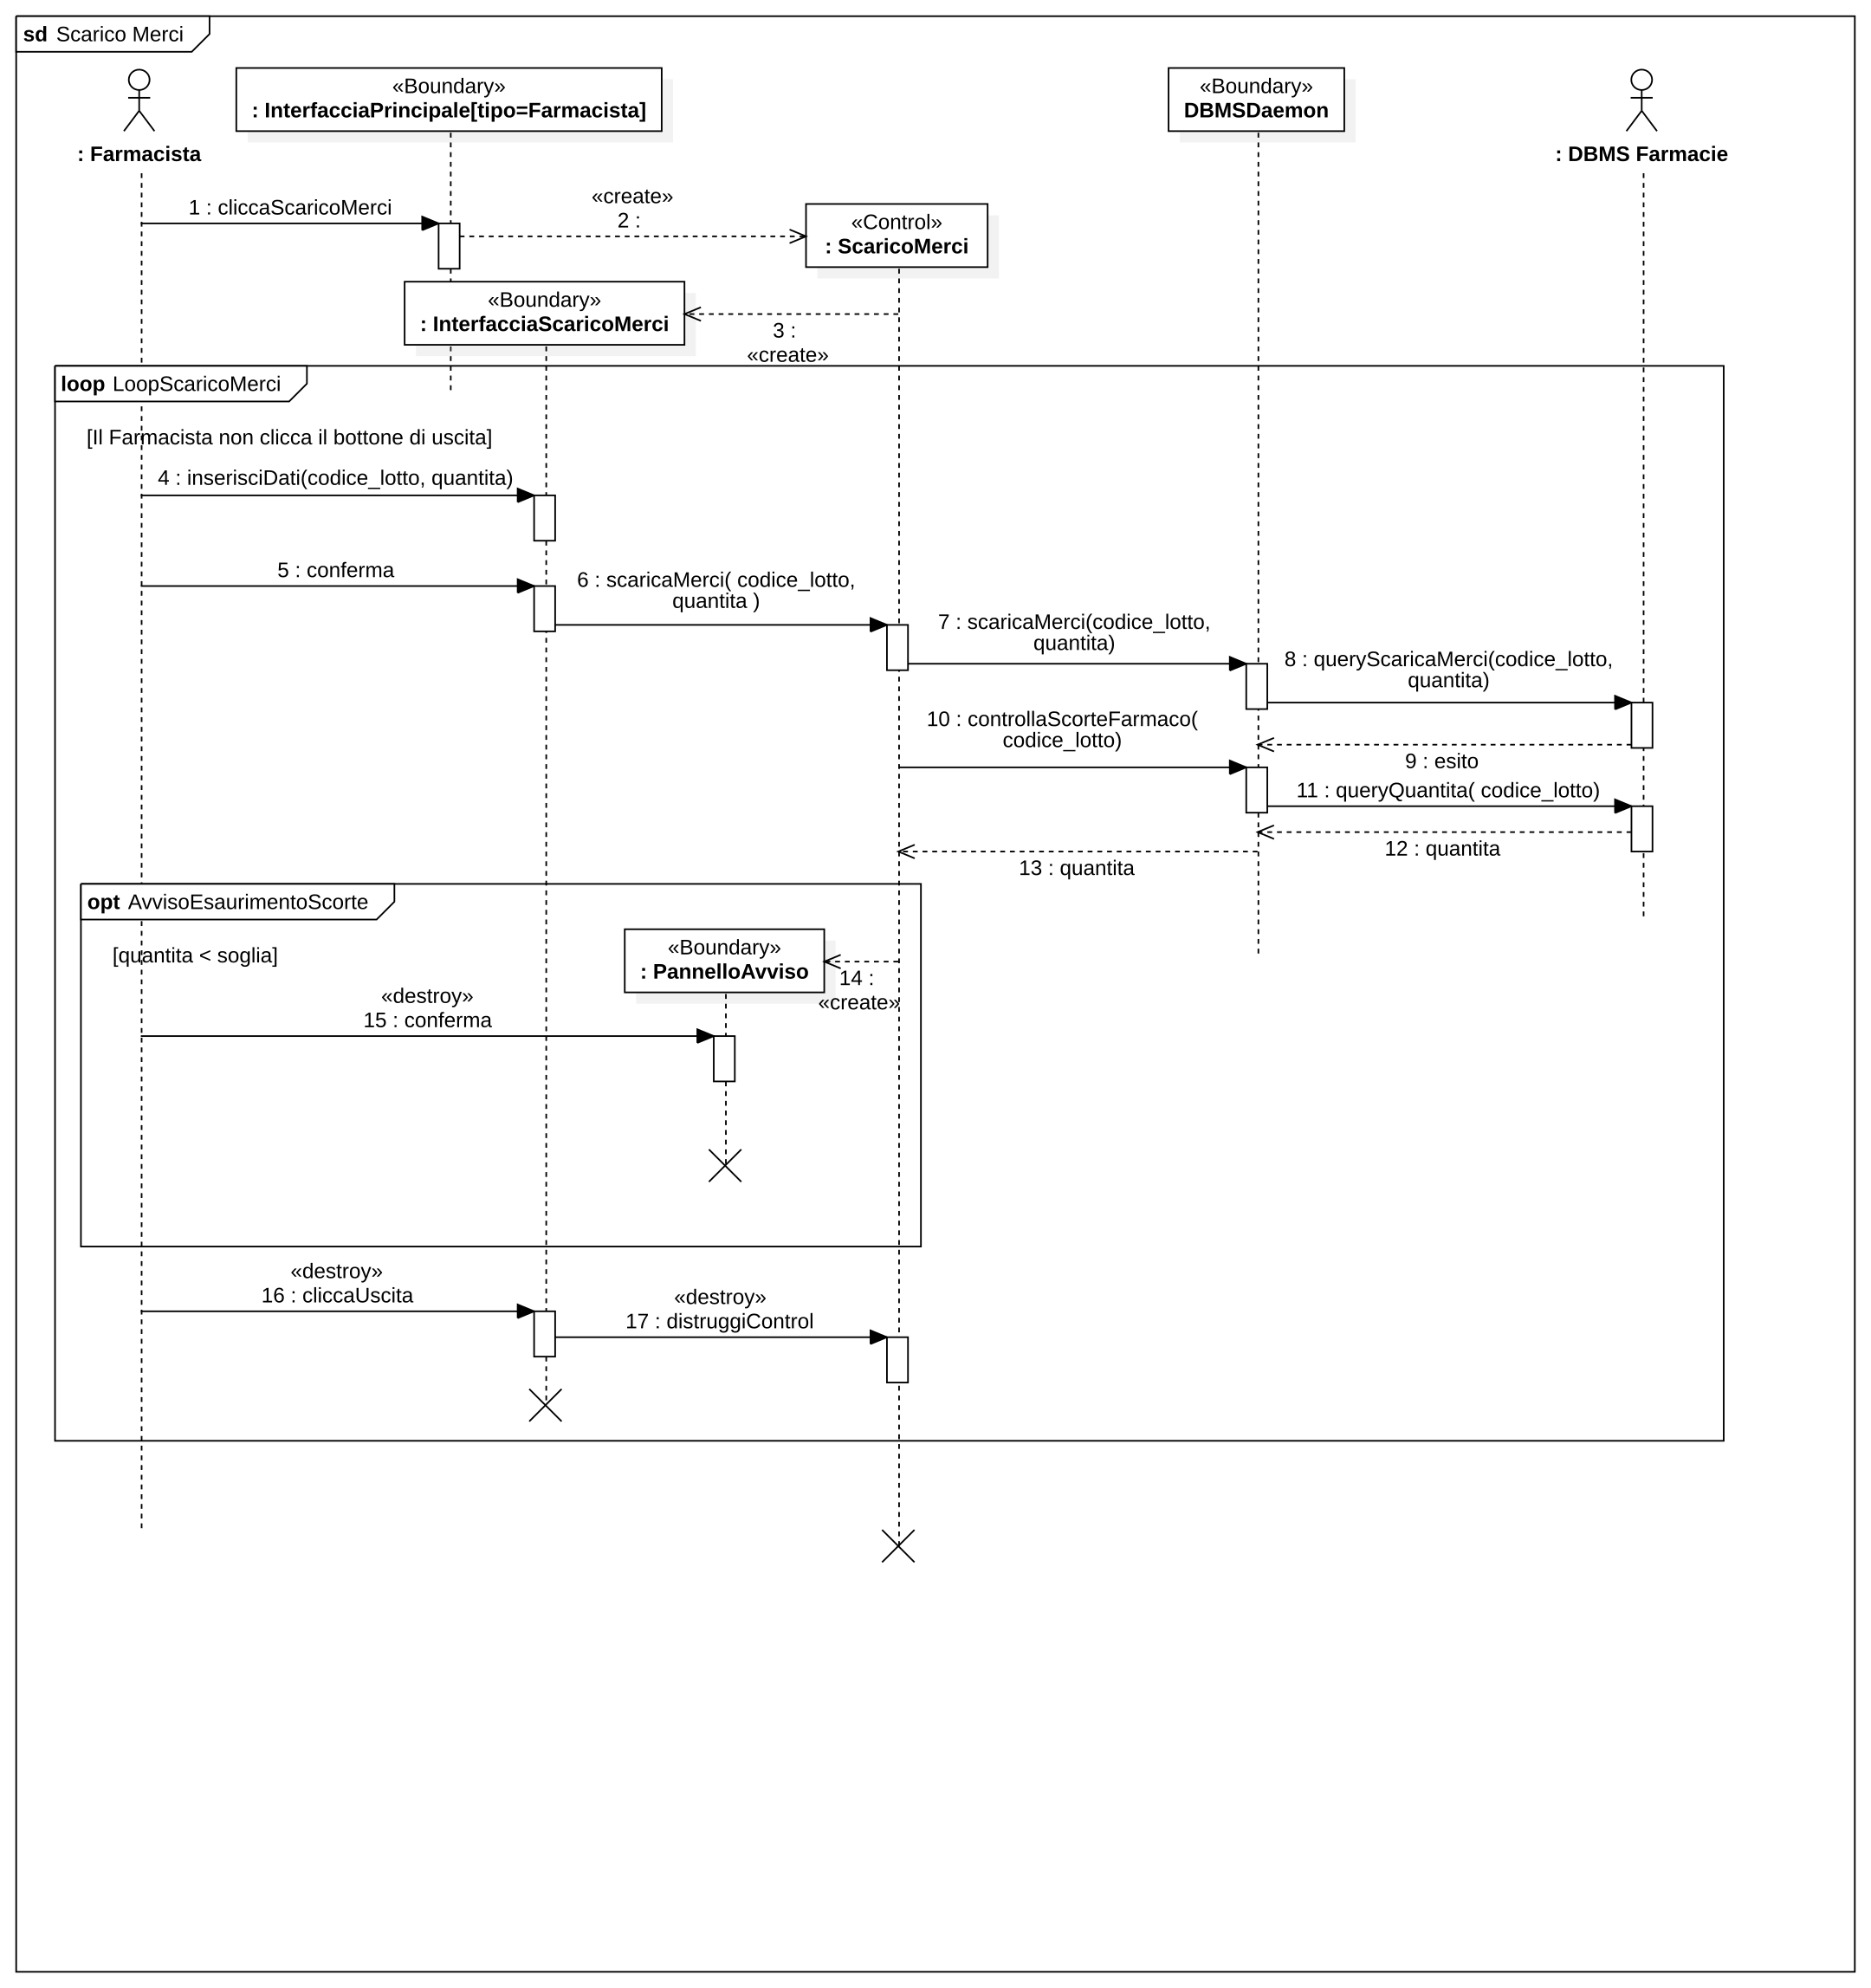 sd Scarico Merci
«Boundary»
: InterfacciaPrincipale[tipo=Farmacista]
«Boundary»
DBMSDaemon
: Farmacista
: DBMS Farmacie
1 : cliccaScaricoMerci
«create»
2 :
«Control»
: ScaricoMerci
«Boundary»
: InterfacciaScaricoMerci
3 :
«create»
loop LoopScaricoMerci
[Il Farmacista non clicca il bottone di uscita]
4 : inserisciDati(codice_lotto, quantita)
5 : conferma
6 : scaricaMerci( codice_lotto,
quantita )
7 : scaricaMerci(codice_lotto,
quantita)
8 : queryScaricaMerci(codice_lotto,
quantita)
9 : esito
10 : controllaScorteFarmaco(
codice_lotto)
11 : queryQuantita( codice_lotto)
12 : quantita
13 : quantita
opt AvvisoEsaurimentoScorte
[quantita < soglia]
«Boundary»
: PannelloAvviso
14 :
«create»
«destroy»
15 : conferma
«destroy»
16 : cliccaUscita
«destroy»
17 : distruggiControl